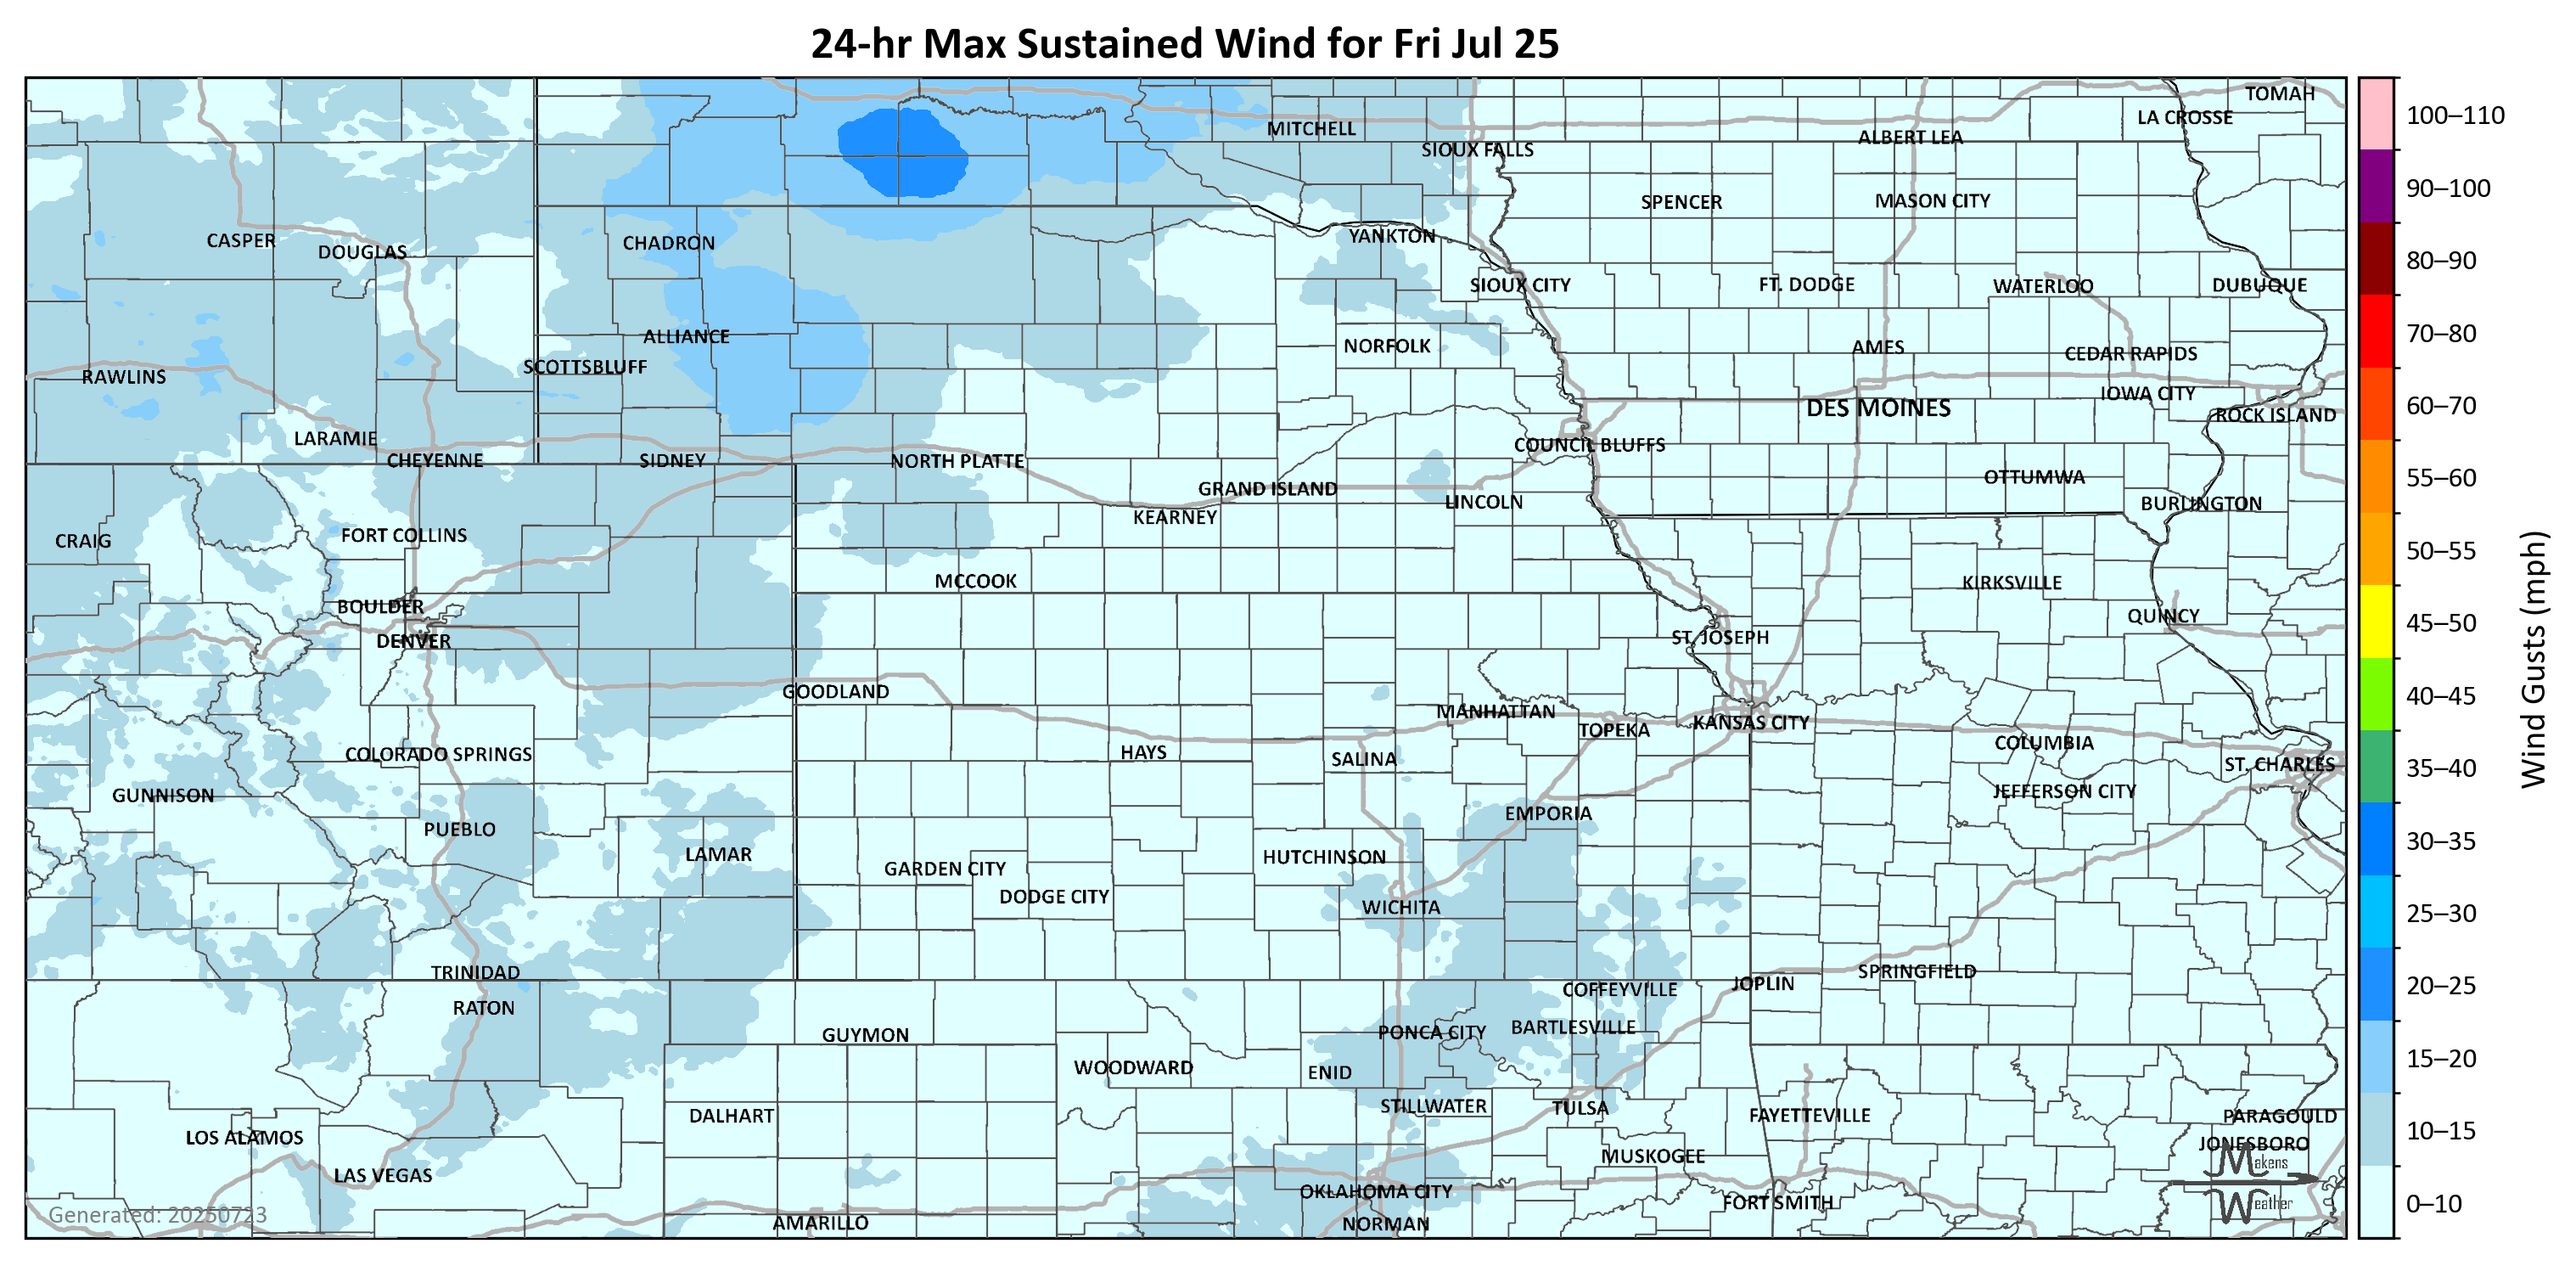 24-hr Max Sustained Wind for Fri Jul 25
TOMAH
LA CROSSE
MITCHELL
ALBERT LEA
SIOUX FALLS
SPENCER
MASON CITY
CASPER
DOUGLAS
CHADRON
YANKTON
SIOUX CITY
FT. DODGE
WATERLOO
DUBUQUE
ALLIANCE
NORFOLK
AMES
CEDAR RAPIDS
SCOTTSBLUFF
RAWLINS
IOWA CITY
DES MOINES
ROCK ISLAND
LARAMIE
COUNCIL BLUFFS
CHEYENNE
SIDNEY
NORTH PLATTE
OTTUMWA
GRAND ISLAND
LINCOLN
BURLINGTON
KEARNEY
CRAIG
FORT COLLINS
MCCOOK
KIRKSVILLE
BOULDER
QUINCY
DENVER
ST. JOSEPH
GOODLAND
MANHATTAN
TOPEKA
KANSAS CITY
COLORADO SPRINGS
HAYS
SALINA
COLUMBIA
ST. CHARLES
GUNNISON
JEFFERSON CITY
PUEBLO
EMPORIA
LAMAR
HUTCHINSON
GARDEN CITY
DODGE CITY
WICHITA
TRINIDAD
SPRINGFIELD
JOPLIN
COFFEYVILLE
RATON
GUYMON
PONCA CITY
BARTLESVILLE
WOODWARD
ENID
STILLWATER
TULSA
DALHART
FAYETTEVILLE
PARAGOULD
LOS ALAMOS
JONESBORO
MUSKOGEE
LAS VEGAS
OKLAHOMA CITY
FORT SMITH
AMARILLO
NORMAN
Generated: 20250723
Makens
Weather
100–110
90–100
80–90
70–80
60–70
55–60
50–55
45–50
40–45
35–40
30–35
25–30
20–25
15–20
10–15
0–10
Wind Gusts (mph)